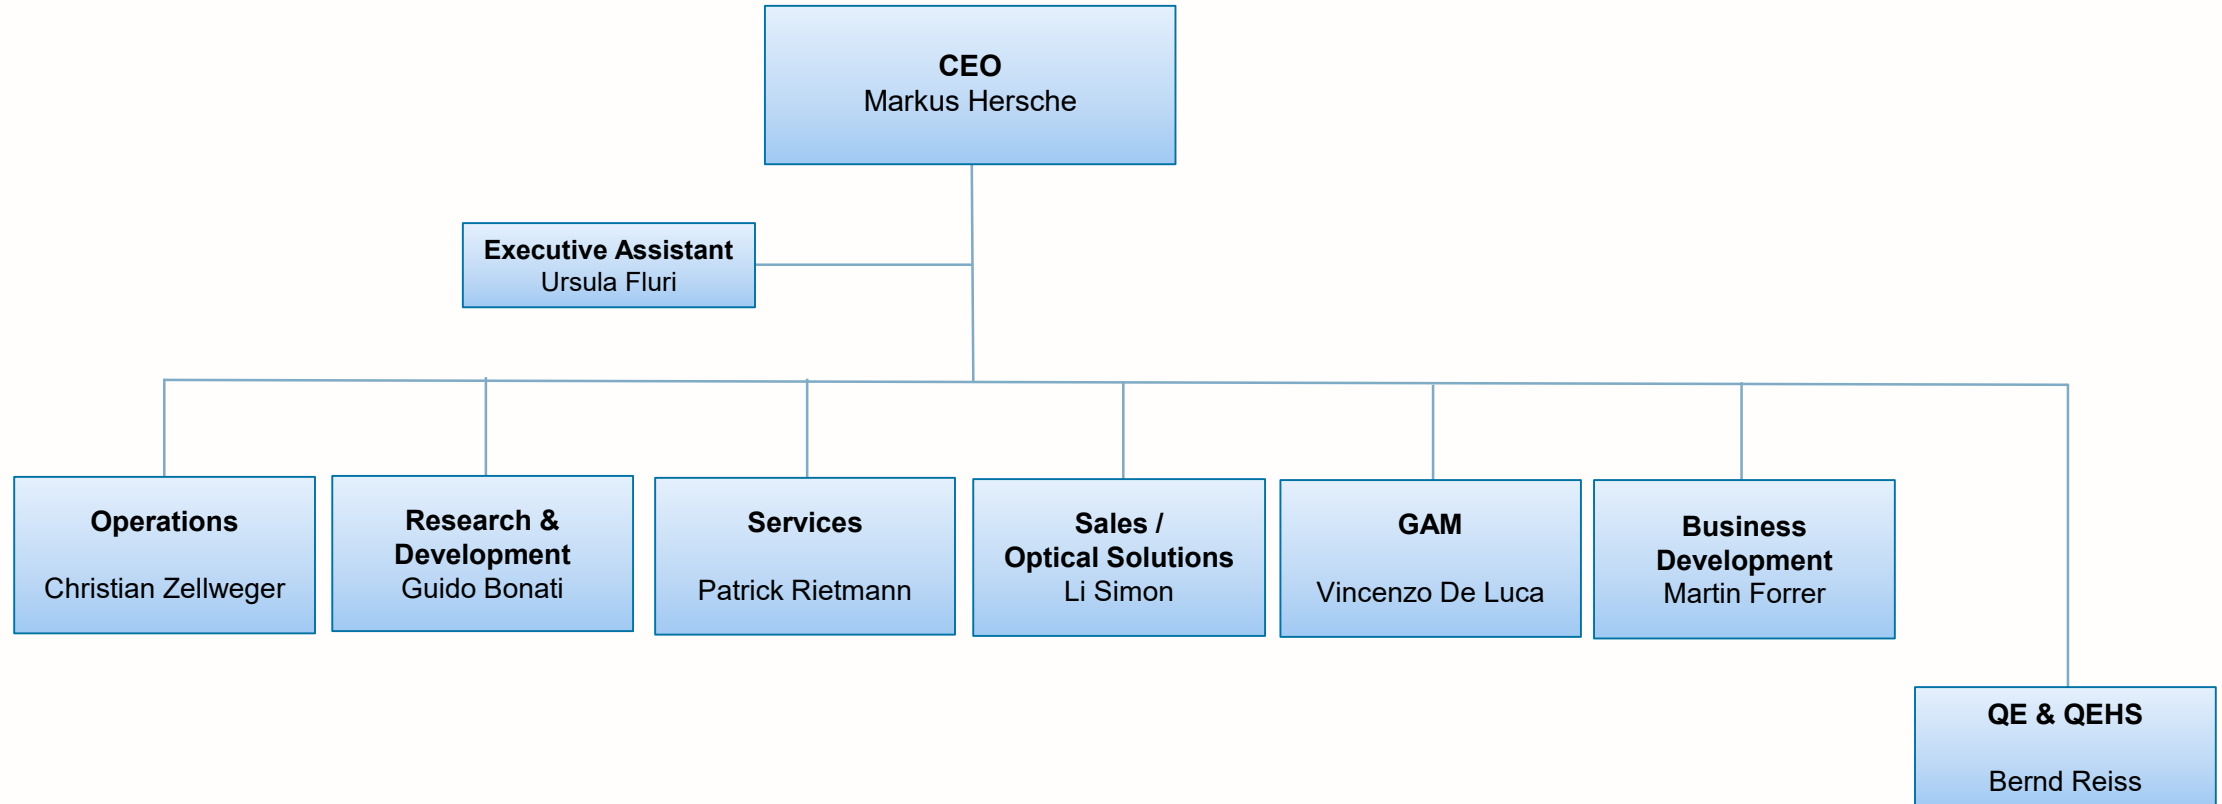 CEO
Markus Hersche
Executive Assistant
Ursula Fluri
Operations
Christian Zellweger
Research &
Development
Guido Bonati
Services
Patrick Rietmann
Sales /
Optical Solutions
Li Simon
GAM
Vincenzo De Luca
Business
Development
Martin Forrer
QE & QEHS
Bernd Reiss